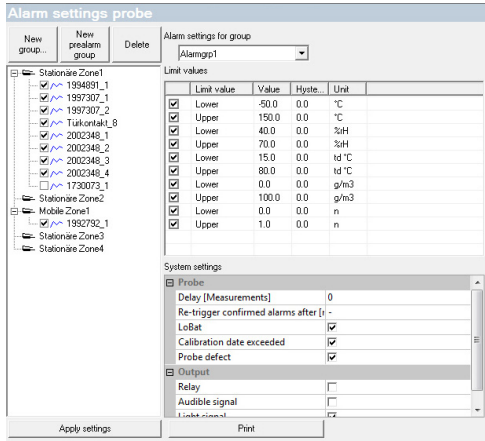 Alarm settings probe
New group...
New prealarm group
Delete
Alarm settings for group
Alarmgrp1
Stationäre Zone1
1994891_1
1997307_1
1997307_2
Türkontakt_8
2002348_1
2002348_2
2002348_3
2002348_4
1730073_1
Stationäre Zone2
Mobile Zone1
1992792_1
Stationäre Zone3
Stationäre Zone4
Limit values
Limit value Value Hyste... Unit
Lower -50.0 0.0 °C
Upper 150.0 0.0 °C
Lower 40.0 0.0 %rH
Upper 70.0 0.0 %rH
Lower 15.0 0.0 td °C
Upper 80.0 0.0 td °C
Lower 0.0 0.0 g/m3
Upper 100.0 0.0 g/m3
Lower 0.0 0.0 n
Upper 1.0 0.0 n
System settings
Probe
Delay [Measurements] 0
Re-trigger confirmed alarms after [r -
LoBat
Calibration date exceeded
Probe defect
Output
Relay
Audible signal
Light signal
Apply settings
Print